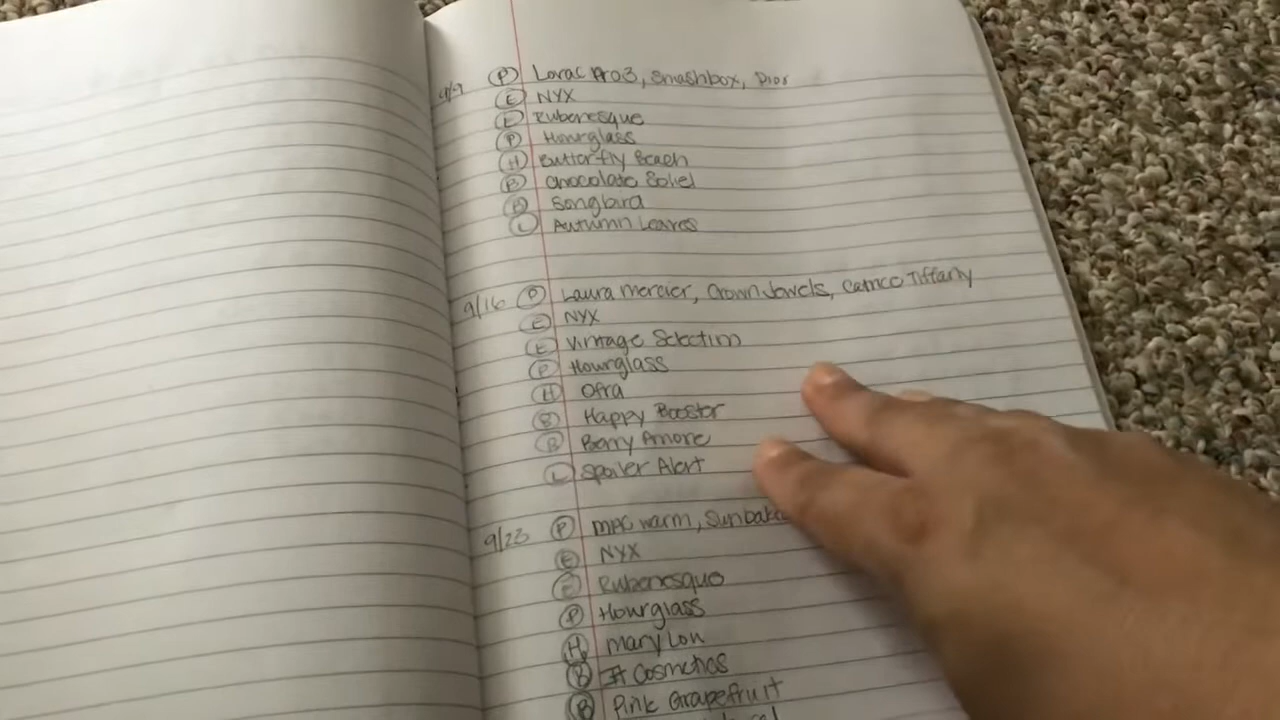 9/9 P Lorac Pro3, Smashbox, Dior
E NYX
E Rubenesque
P Hourglass
H Butterfly Beach
B Chocolate Soliel
B Songbird
L Autumn Leaves
9/16 P Laura Mercier, Crown Jewels, Cameo Tiffany
E NYX
E Vintage Selection
P Hourglass
H Ofra
B Happy Booster
B Berry Amore
L Spoiler Alert
9/23 P MAC warm,
E NYX
E Rubenesque
P Hourglass
H Mary Lou
B It Cosmetics
B Pink Grapefruit